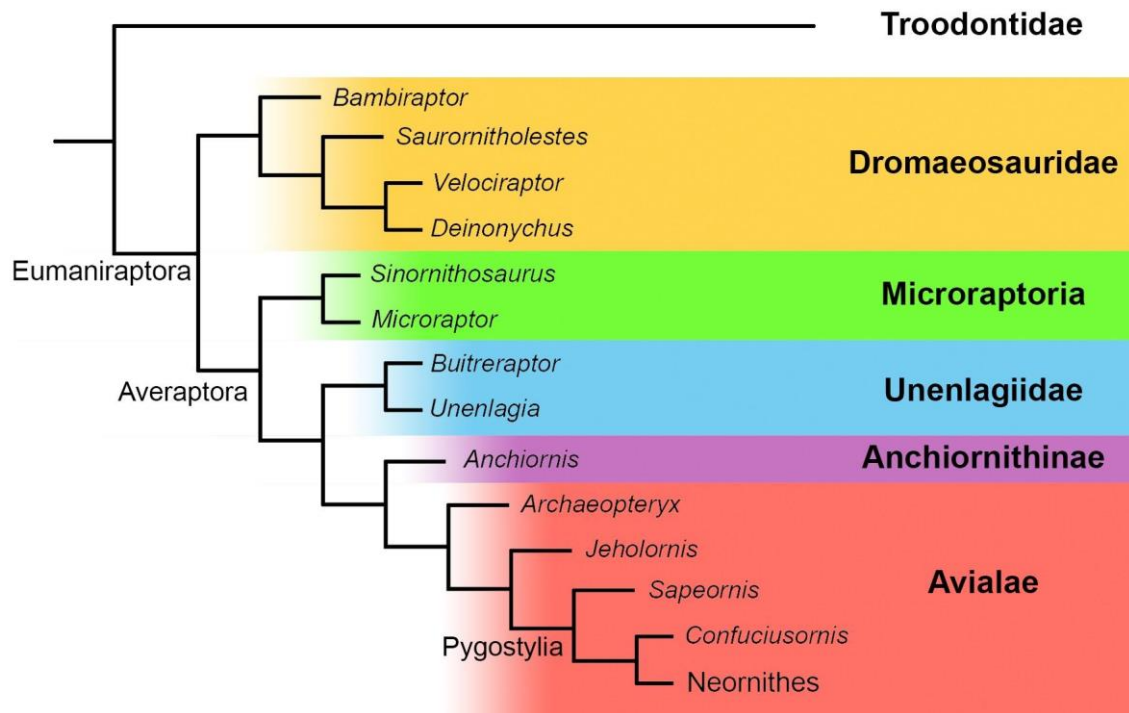 Troodontidae
Bambiraptor
Saurornitholestes
Dromaeosauridae
Velociraptor
Deinonychus
Eumaniraptora
Sinornithosaurus
Microraptoria
Microraptor
Buitreraptor
Averaptora
Unenlagiidae
Unenlagia
Anchiornis
Anchiornithinae
Archaeopteryx
Jeholornis
Avialae
Sapeornis
Confuciusornis
Pygostylia
Neornithes